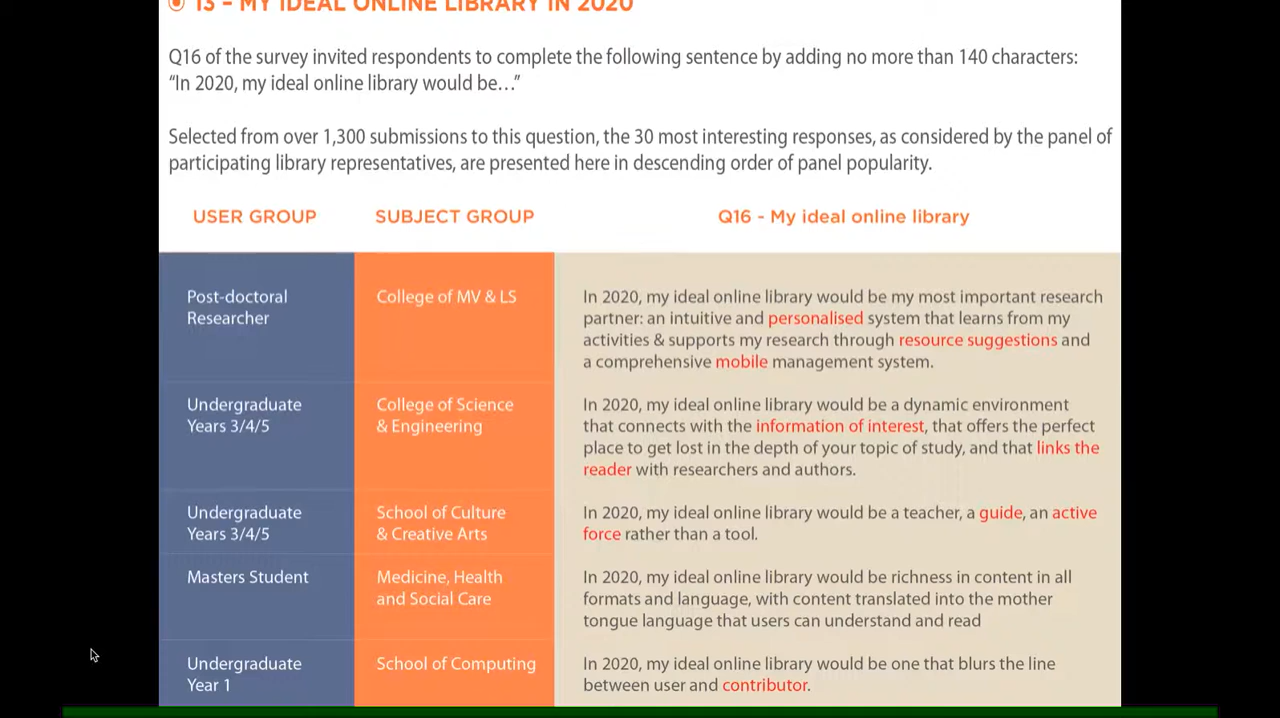 13 – MY IDEAL ONLINE LIBRARY IN 2020
Q16 of the survey invited respondents to complete the following sentence by adding no more than 140 characters:
“In 2020, my ideal online library would be…”
Selected from over 1,300 submissions to this question, the 30 most interesting responses, as considered by the panel of
participating library representatives, are presented here in descending order of panel popularity.
USER GROUP
SUBJECT GROUP
Q16 - My ideal online library
Post-doctoral
Researcher
College of MV & LS
In 2020, my ideal online library would be my most important research
partner: an intuitive and personalised system that learns from my
activities & supports my research through resource suggestions and
a comprehensive mobile management system.
Undergraduate
Years 3/4/5
College of Science
& Engineering
In 2020, my ideal online library would be a dynamic environment
that connects with the information of interest, that offers the perfect
place to get lost in the depth of your topic of study, and that links the
reader with researchers and authors.
Undergraduate
Years 3/4/5
School of Culture
& Creative Arts
In 2020, my ideal online library would be a teacher, a guide, an active
force rather than a tool.
Masters Student
Medicine, Health
and Social Care
In 2020, my ideal online library would be richness in content in all
formats and language, with content translated into the mother
tongue language that users can understand and read
Undergraduate
Year 1
School of Computing
In 2020, my ideal online library would be one that blurs the line
between user and contributor.